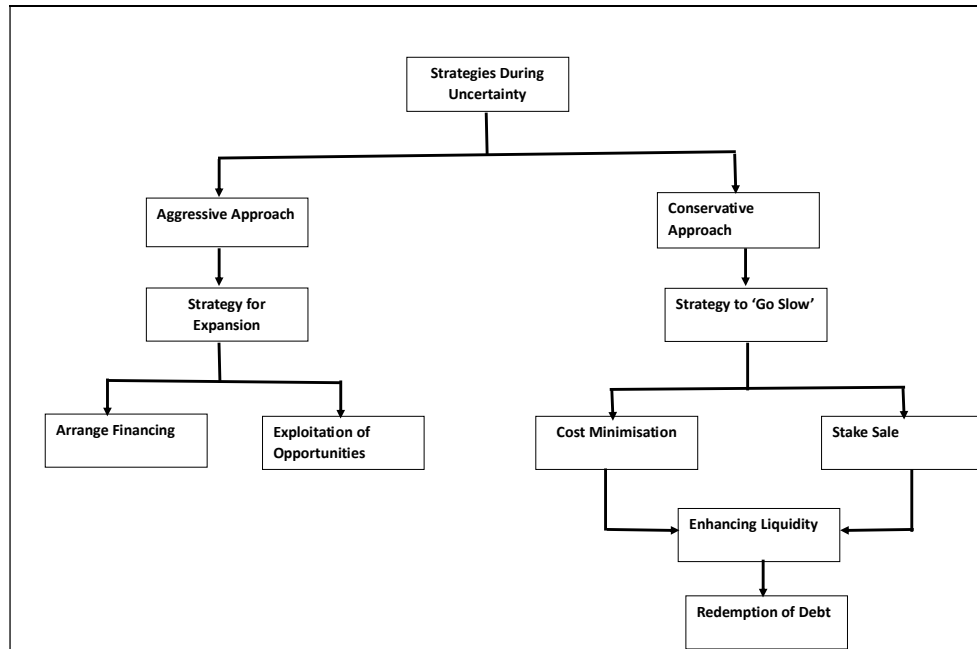 Strategies During
Uncertainty
Aggressive Approach
Conservative
Approach
Strategy for
Expansion
Strategy to ‘Go Slow’
Arrange Financing
Exploitation of
Opportunities
Cost Minimisation
Stake Sale
Enhancing Liquidity
Redemption of Debt